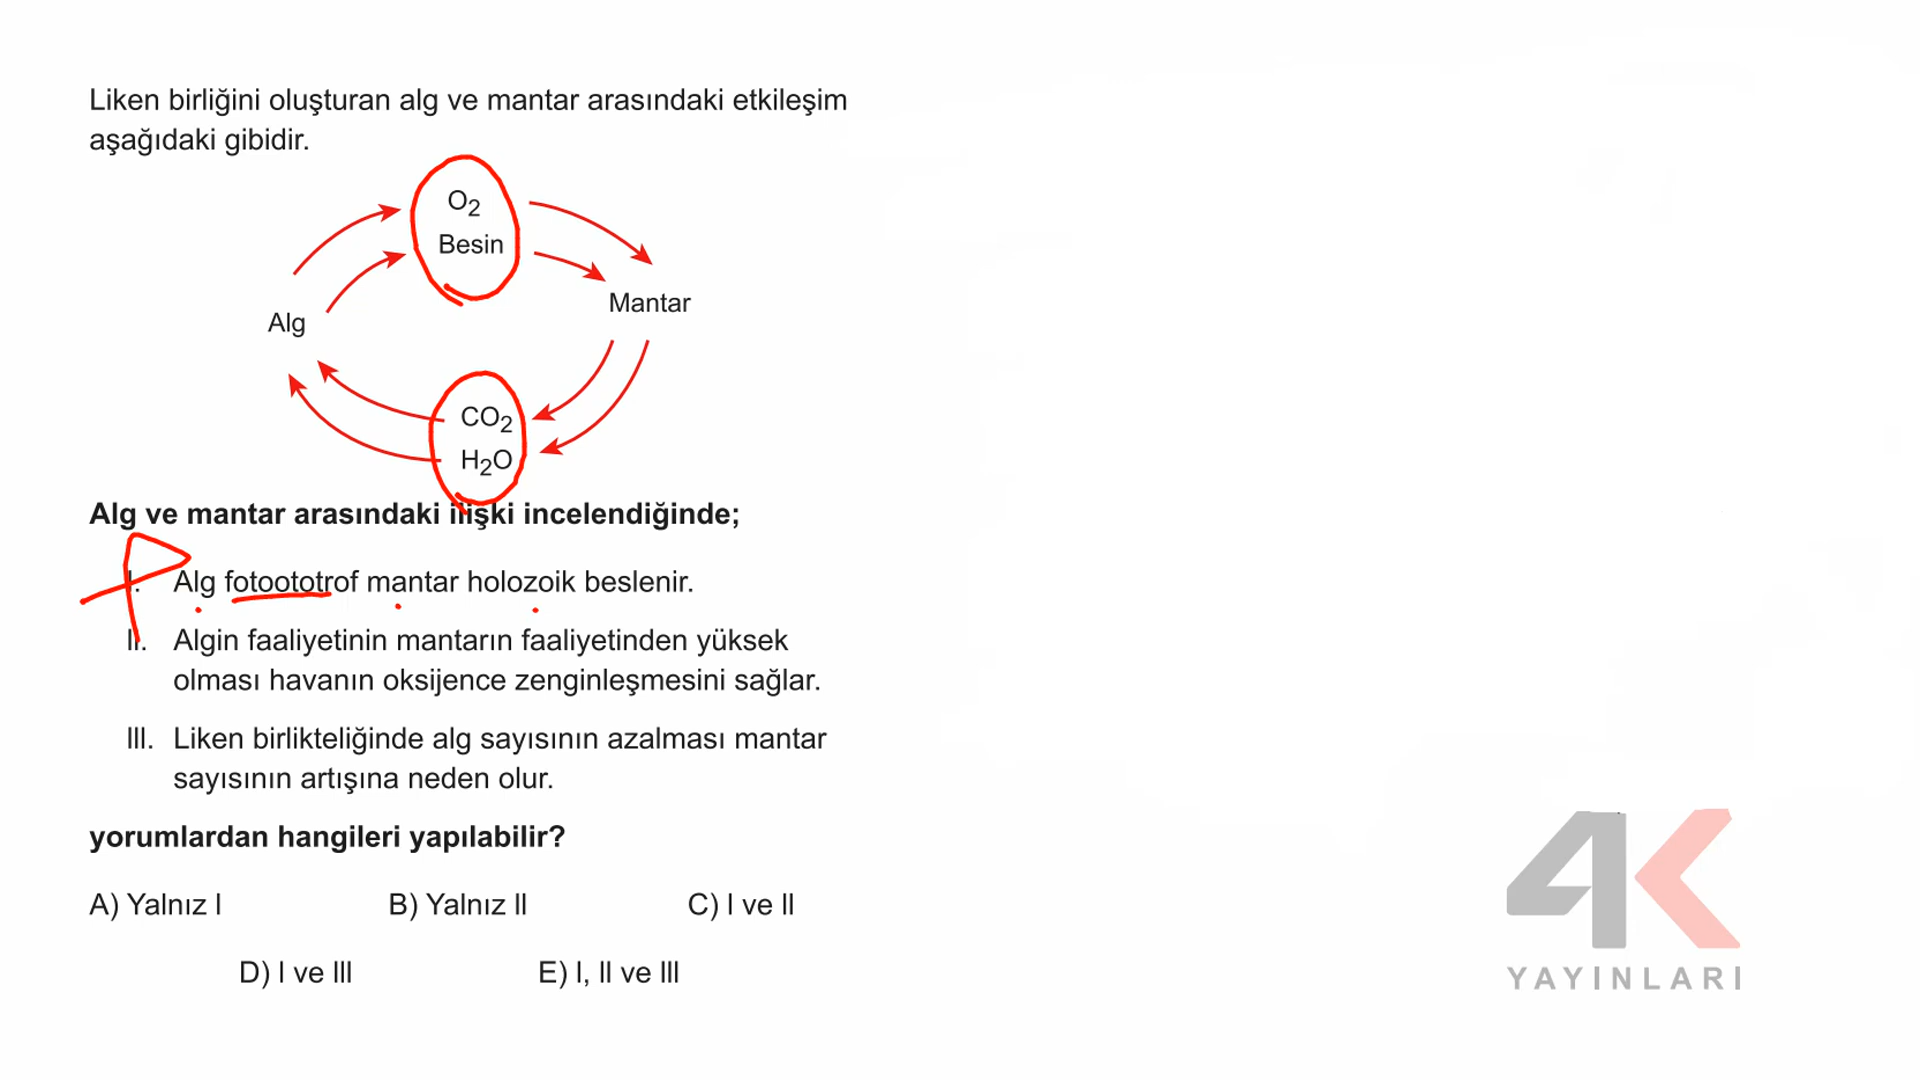 Liken birliğini oluşturan alg ve mantar arasındaki etkileşim
aşağıdaki gibidir.
O2
Besin
Mantar
Alg
CO2
H2O
Alg ve mantar arasındaki ilişki incelendiğinde;
I. Alg fotoototrof mantar holozoik beslenir.
II. Algin faaliyetinin mantarın faaliyetinden yüksek
olması havanın oksijence zenginleşmesini sağlar.
III. Liken birlikteliğinde alg sayısının azalması mantar
sayısının artışına neden olur.
yorumlardan hangileri yapılabilir?
A) Yalnız I B) Yalnız II C) I ve II
D) I ve III E) I, II ve III
4K
YAYINLARI